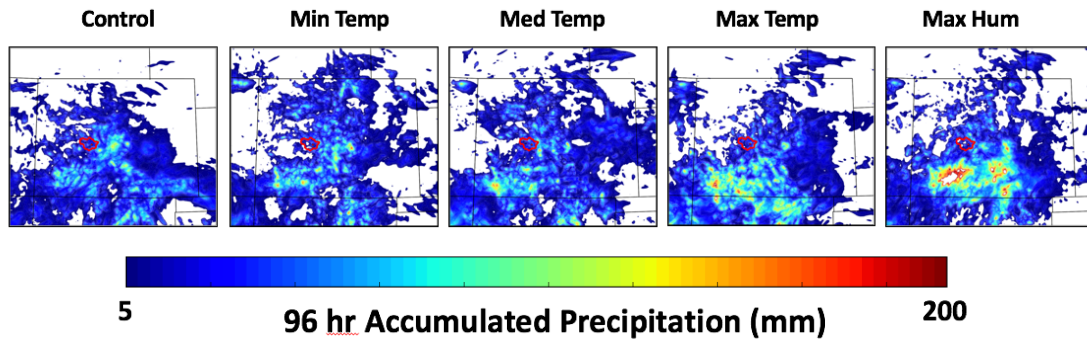 Control Min Temp Med Temp Max Temp Max Hum
5 96 hr Accumulated Precipitation (mm) 200